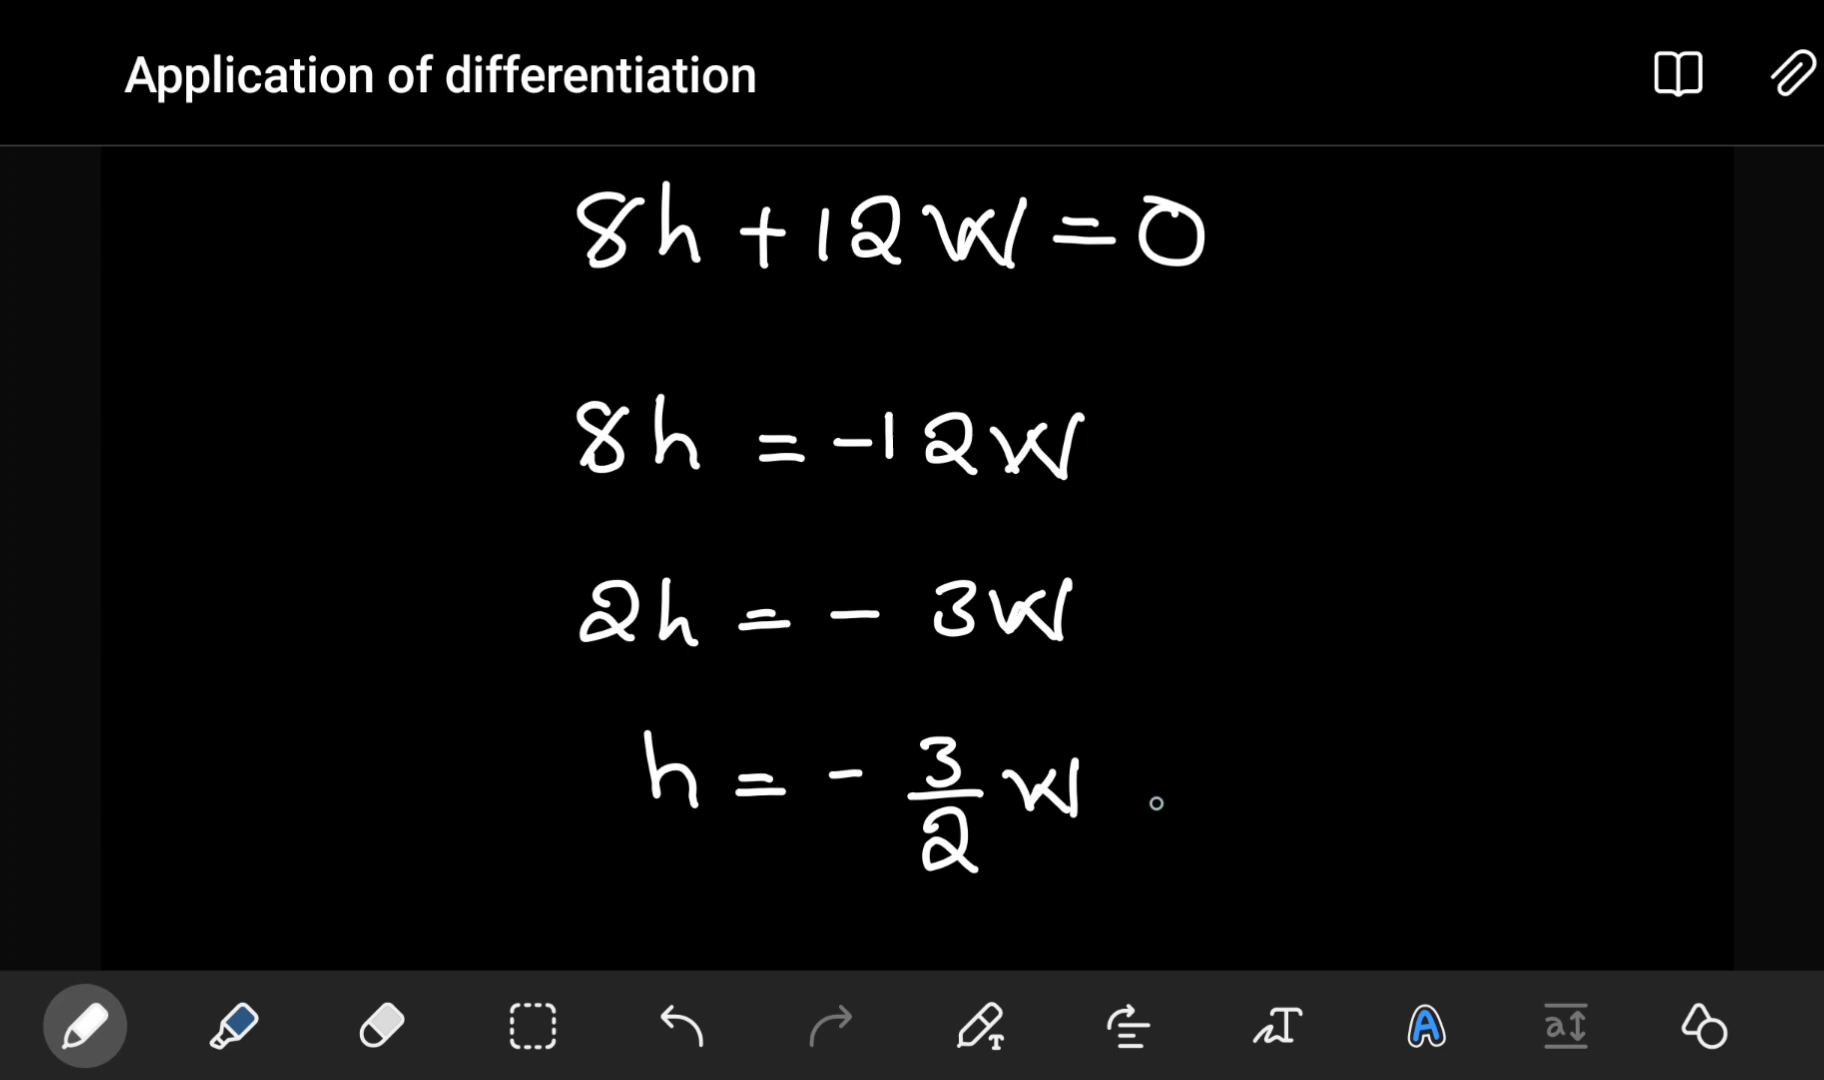 Application of differentiation
8h + 12w = 0
8h = -12w
2h = - 3w
h = - 3/2 w
T
T
A
a